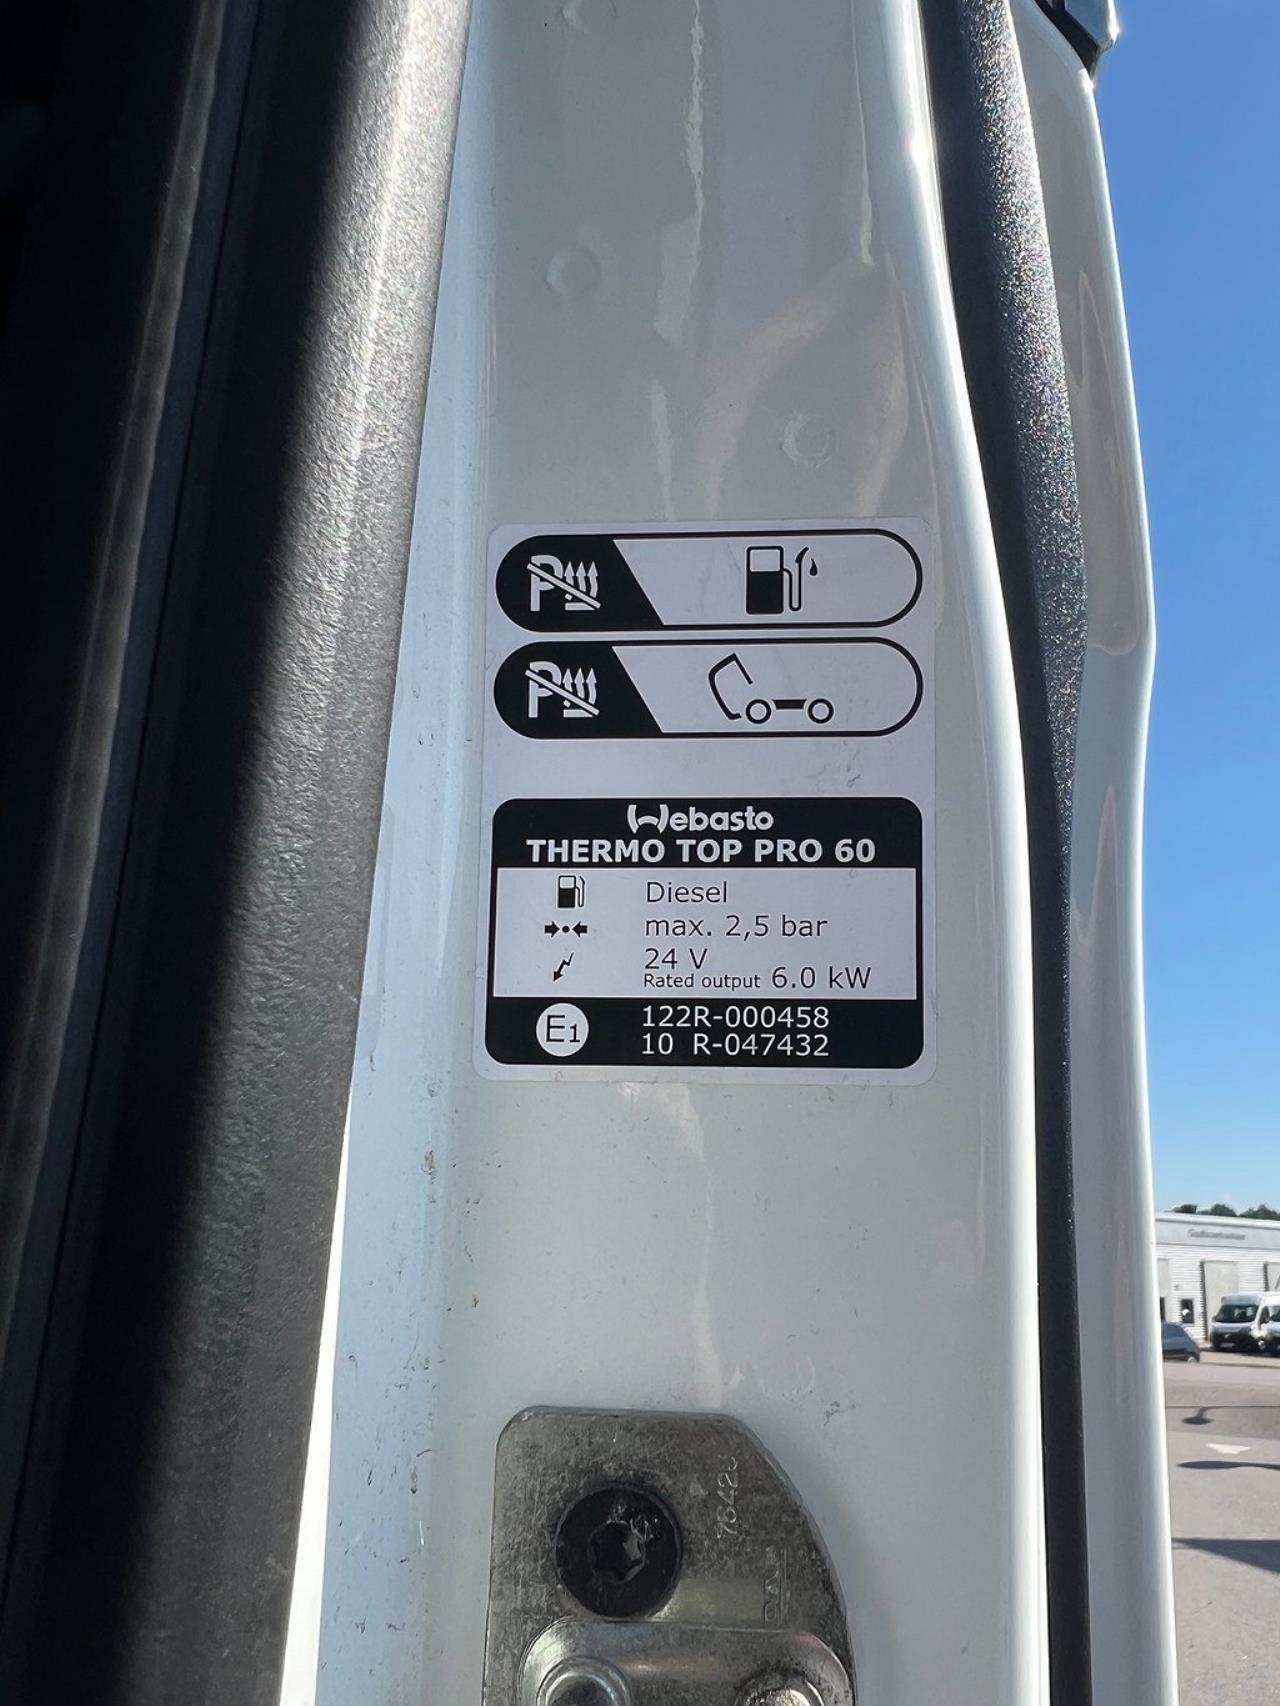 Webasto
THERMO TOP PRO 60
Diesel
max. 2,5 bar
24 V
Rated output 6.0 kW
E1
122R-000458
10 R-047432